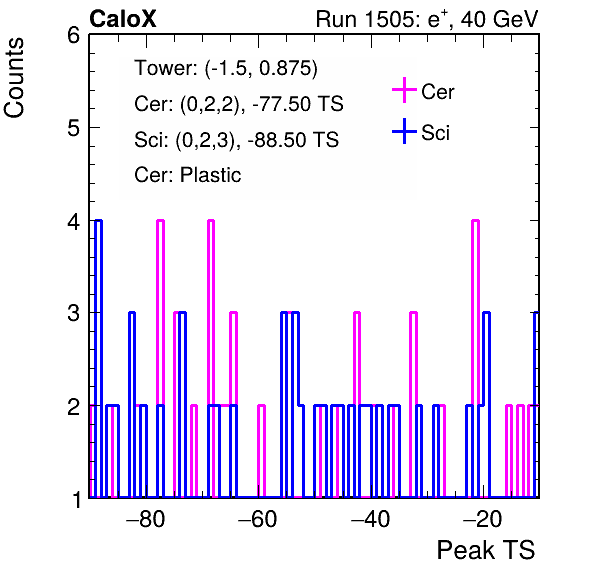 CaloX Run 1505: e⁺, 40 GeV
Counts
Tower: (-1.5, 0.875)
Cer: (0,2,2), -77.50 TS
Sci: (0,2,3), -88.50 TS
Cer: Plastic
Cer
Sci
6
5
4
3
2
1
−80 −60 −40 −20
Peak TS